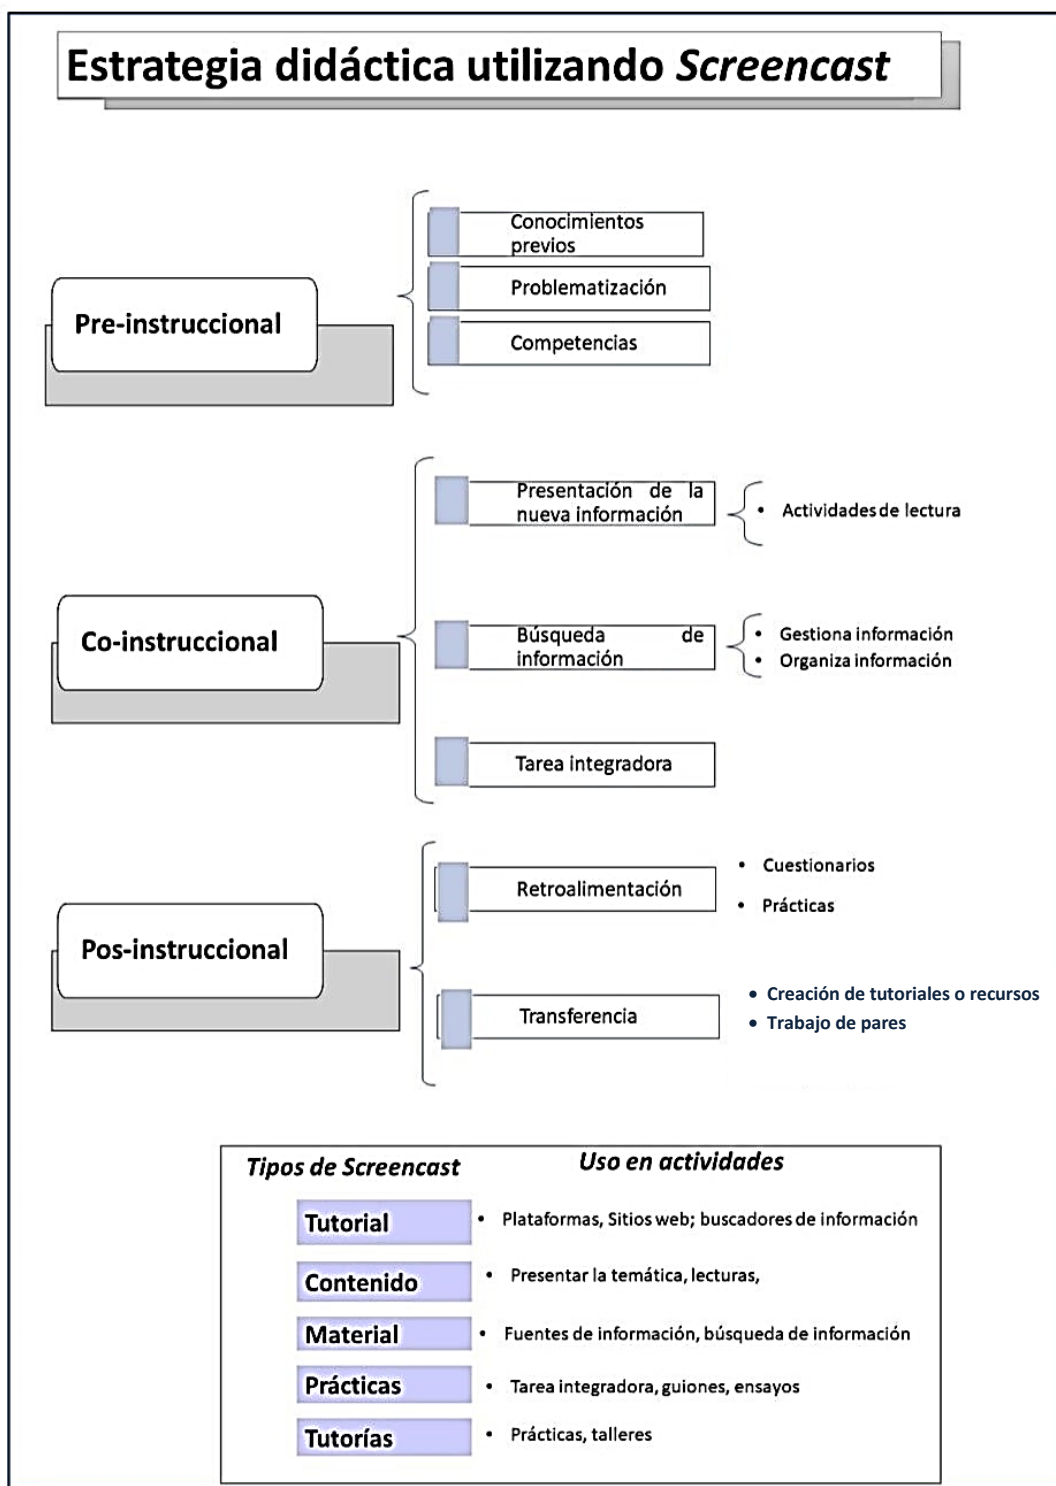 Estrategia didáctica utilizando Screencast
Pre-instruccional
Conocimientos
previos
Problematización
Competencias
Co-instruccional
Presentación de la
nueva información
• Actividades de lectura
Búsqueda de
información
• Gestiona información
• Organiza información
Tarea integradora
Pos-instruccional
Retroalimentación
• Cuestionarios
• Prácticas
Transferencia
• Creación de tutoriales o recursos
• Trabajo de pares
Tipos de Screencast
Uso en actividades
Tutorial
• Plataformas, Sitios web; buscadores de información
Contenido
• Presentar la temática, lecturas,
Material
• Fuentes de información, búsqueda de información
Prácticas
• Tarea integradora, guiones, ensayos
Tutorías
• Prácticas, talleres